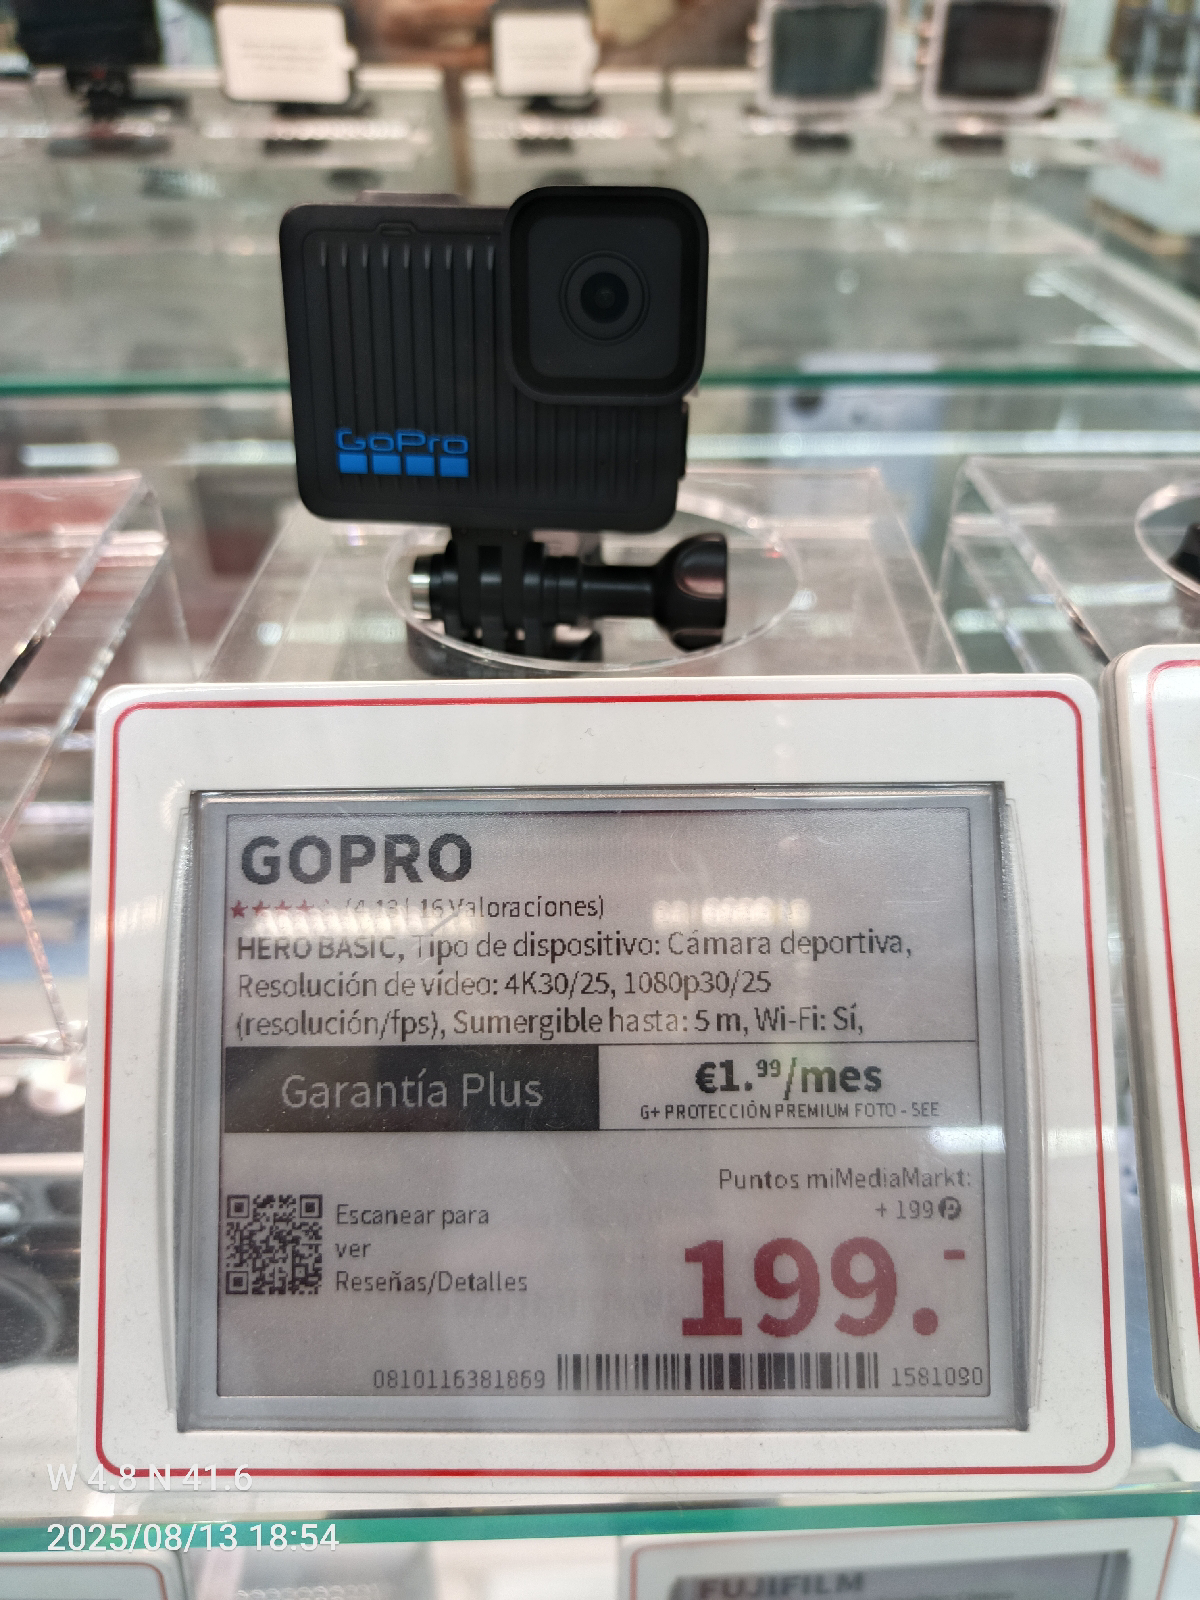 GoPro
GOPRO
(4.13 | 16 Valoraciones)
HERO BASIC, Tipo de dispositivo: Cámara deportiva,
Resolución de vídeo: 4K30/25, 1080p30/25
(resolución/fps), Sumergible hasta: 5 m, Wi-Fi: Sí,
Garantía Plus
€1.99/mes
G+ PROTECCIÓN PREMIUM FOTO - SEE
Puntos miMediaMarkt:
+ 199 P
Escanear para
ver
Reseñas/Detalles
199.-
0810116381869 1581090
W 4.8 N 41.6
2025/08/13 18:54
FUJIFILM